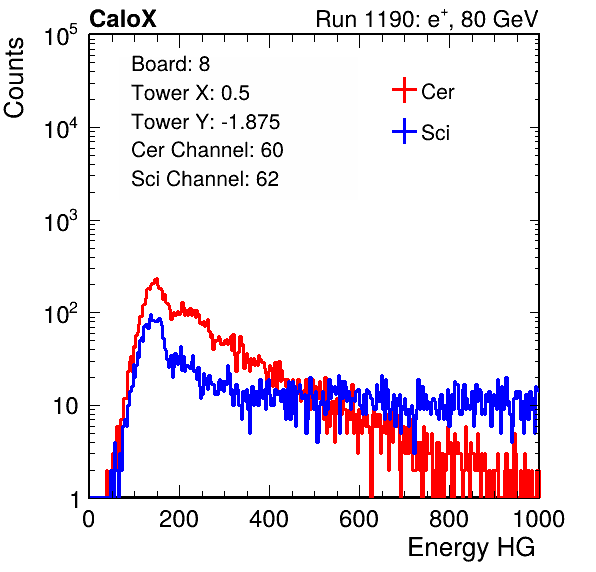 CaloX Run 1190: e⁺, 80 GeV
Counts
10⁵
10⁴
10³
10²
10
1
Board: 8
Tower X: 0.5
Tower Y: -1.875
Cer Channel: 60
Sci Channel: 62
Cer
Sci
0 200 400 600 800 1000
Energy HG